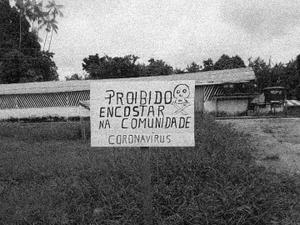 PROIBIDO
ENCOSTAR
NA COMUNIDADE
CORONAVIRUS